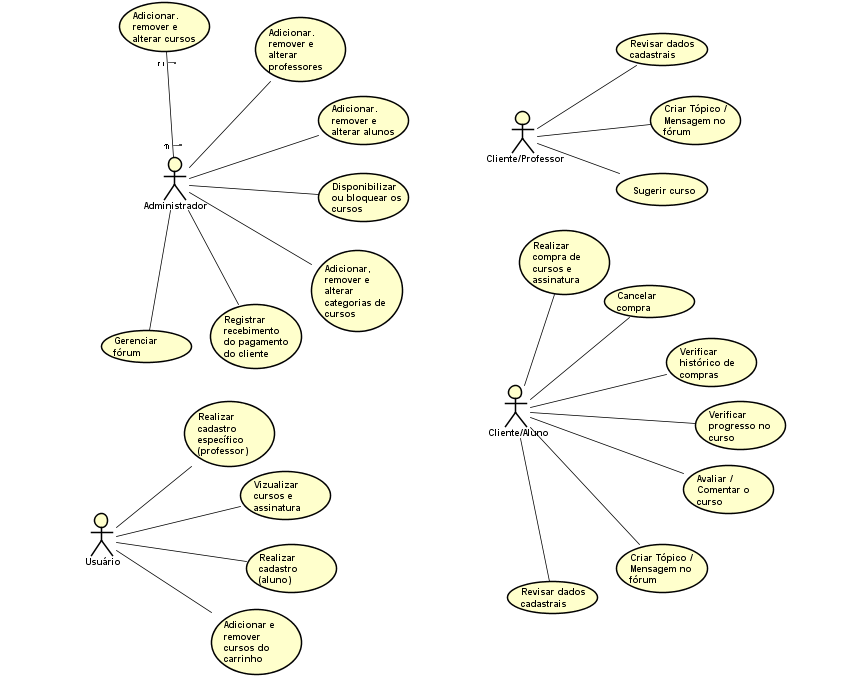 Adicionar.
remover e
alterar cursos
Adicionar.
remover e
alterar
professores
Adicionar.
remover e
alterar alunos
Disponibilizar
ou bloquear os
cursos
Administrador
Adicionar,
remover e
alterar
categorias de
cursos
Registrar
recebimento
do pagamento
do cliente
Gerenciar
fórum
Revisar dados
cadastrais
Criar Tópico /
Mensagem no
fórum
Cliente/Professor
Sugerir curso
Realizar
compra de
cursos e
assinatura
Cancelar
compra
Verificar
histórico de
compras
Verificar
progresso no
curso
Cliente/Aluno
Avaliar /
Comentar o
curso
Criar Tópico /
Mensagem no
fórum
Revisar dados
cadastrais
Realizar
cadastro
específico
(professor)
Vizualizar
cursos e
assinatura
Usuário
Realizar
cadastro
(aluno)
Adicionar e
remover
cursos do
carrinho